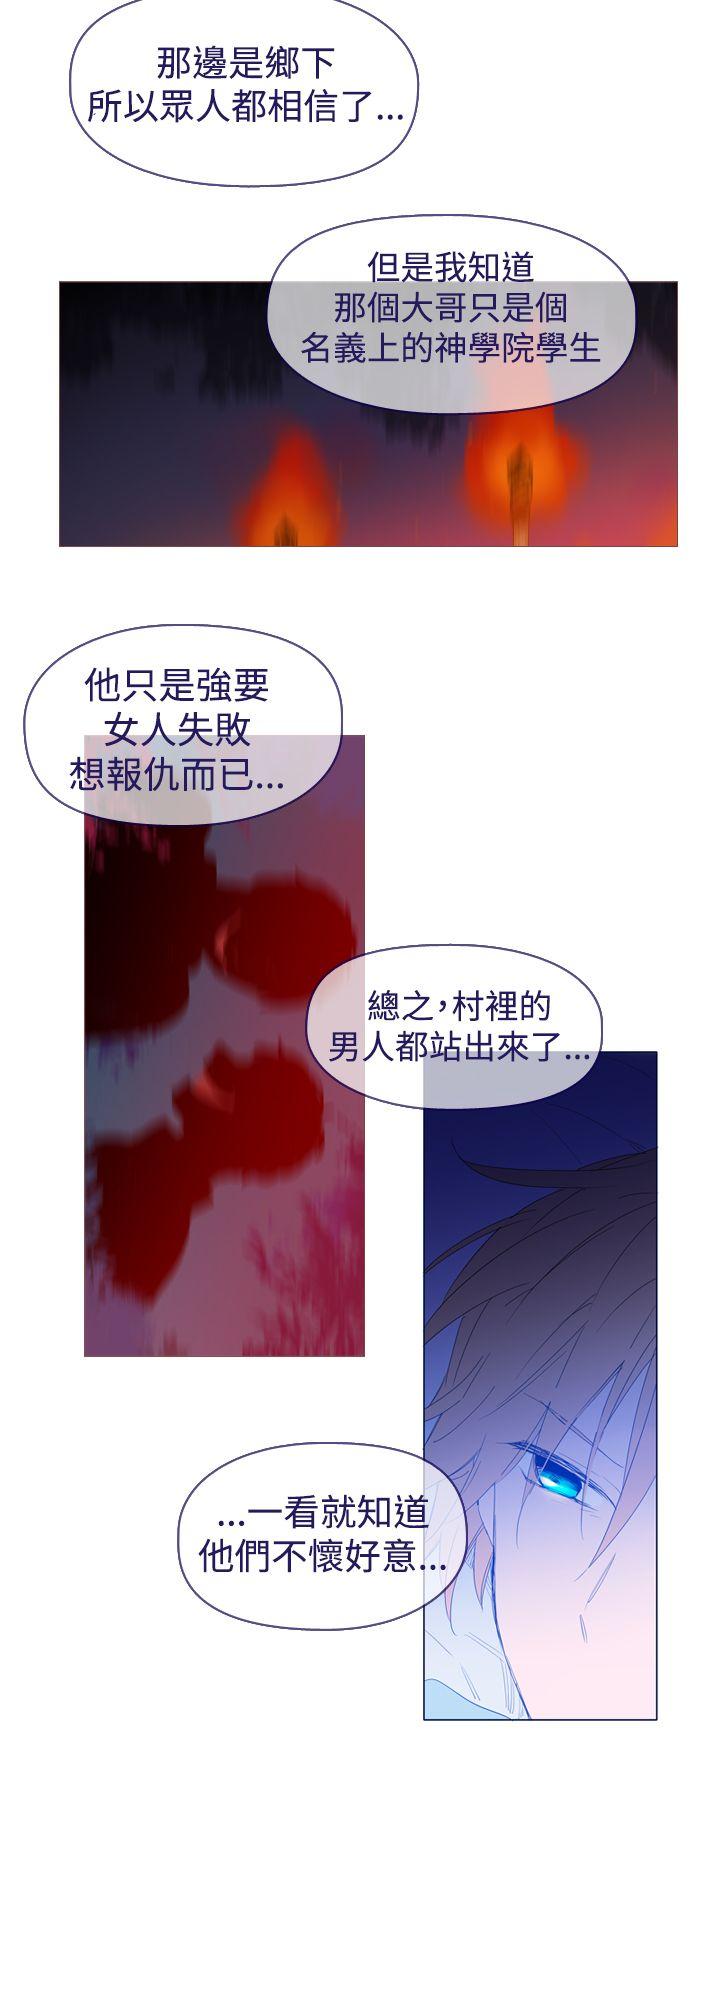 那邊是鄉下
所以眾人都相信了...
但是我知道
那個大哥只是個
名義上的神學院學生
他只是強要
女人失敗
想報仇而已...
總之，村裡的
男人都站出來了...
...一看就知道
他們不懷好意...